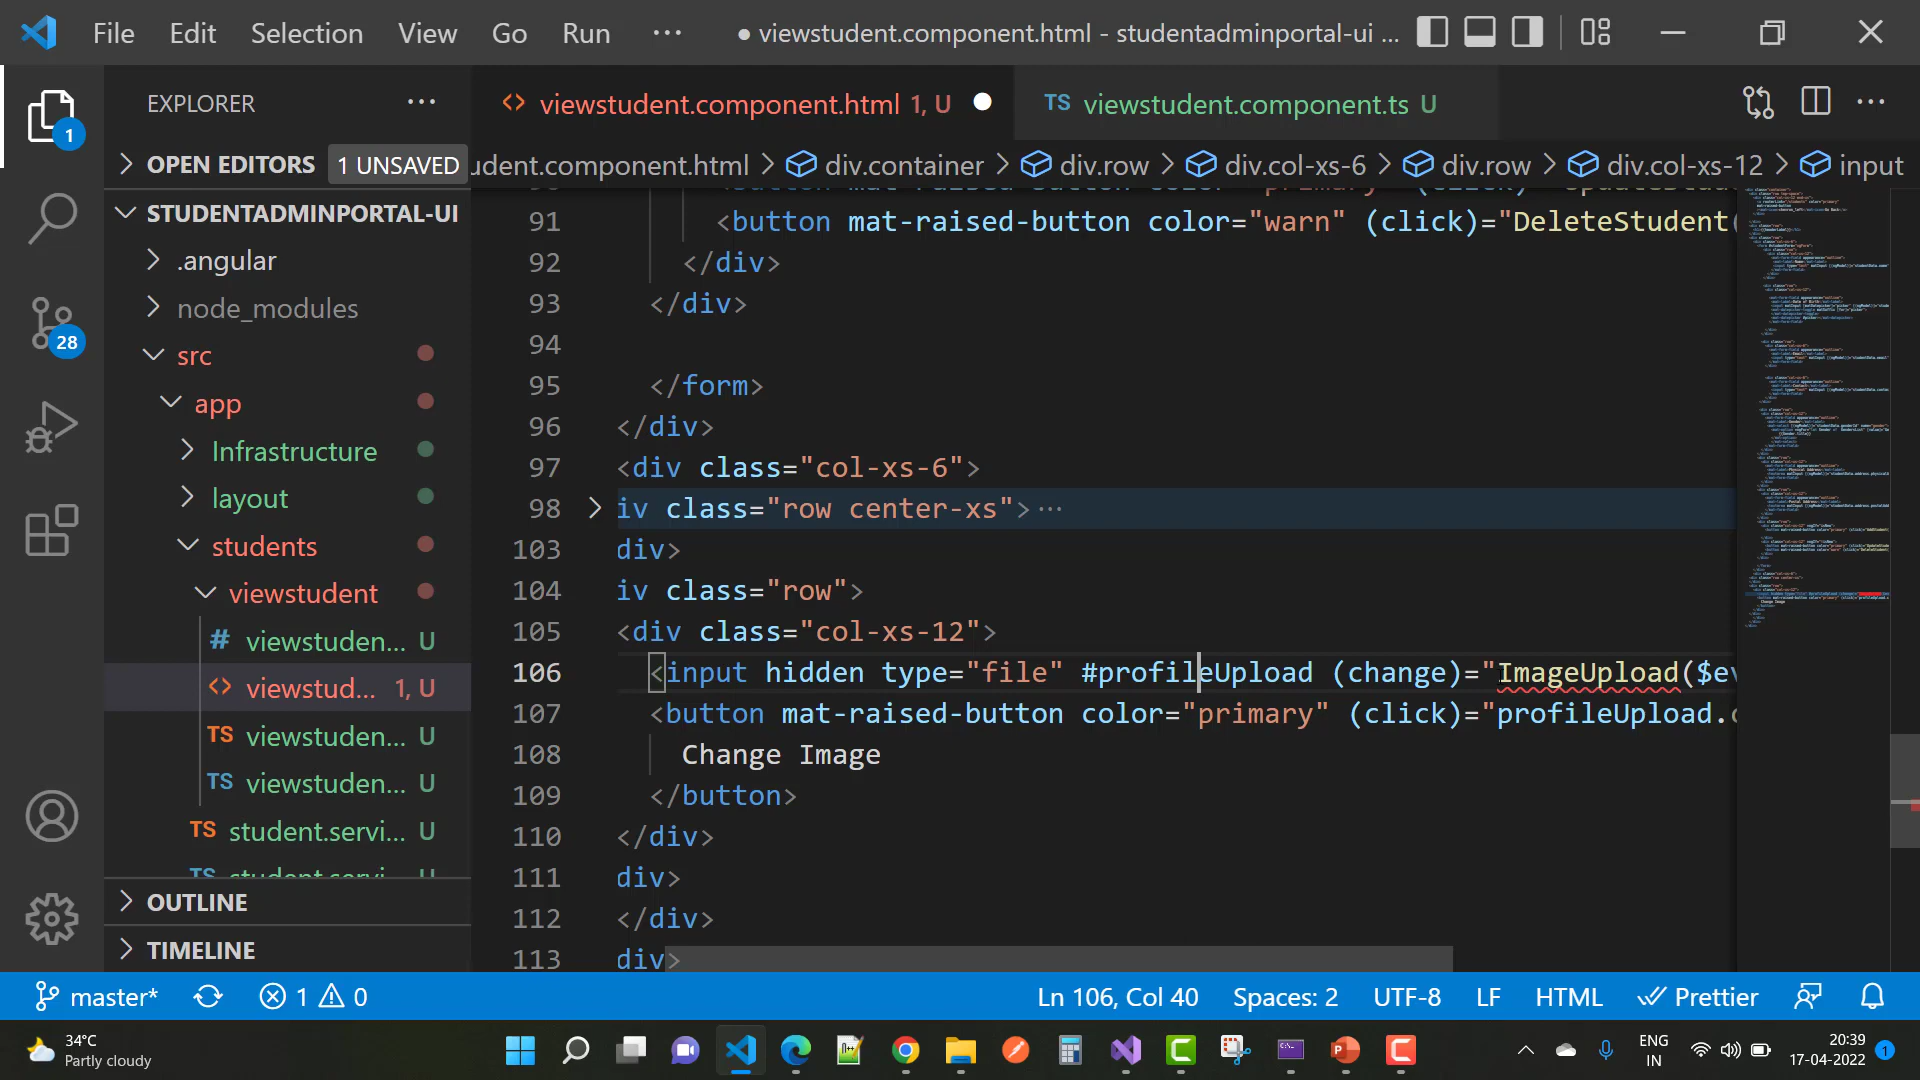 File Edit Selection View Go Run ··· ● viewstudent.component.html - studentadminportal-ui ...
EXPLORER ···
<> viewstudent.component.html 1, U ●
TS viewstudent.component.ts U
OPEN EDITORS 1 UNSAVED
udent.component.html > div.container > div.row > div.col-xs-6 > div.row > div.col-xs-12 > input
STUDENTADMINPORTAL-UI
.angular
node_modules
src
app
Infrastructure
layout
students
viewstudent
# viewstuden... U
<> viewstud... 1, U
TS viewstuden... U
TS viewstuden... U
TS student.servi... U
OUTLINE
TIMELINE
1
28
91 <button mat-raised-button color="warn" (click)="DeleteStudent(
92 </div>
93 </div>
94
95 </form>
96 </div>
97 <div class="col-xs-6">
98 iv class="row center-xs">···
103 div>
104 iv class="row">
105 <div class="col-xs-12">
106 <input hidden type="file" #profileUpload (change)="ImageUpload($ev
107 <button mat-raised-button color="primary" (click)="profileUpload.c
108 Change Image
109 </button>
110 </div>
111 div>
112 </div>
113 div>
master* 1 0 Ln 106, Col 40 Spaces: 2 UTF-8 LF HTML Prettier
34°C
Partly cloudy
ENG
IN
20:39
17-04-2022
1